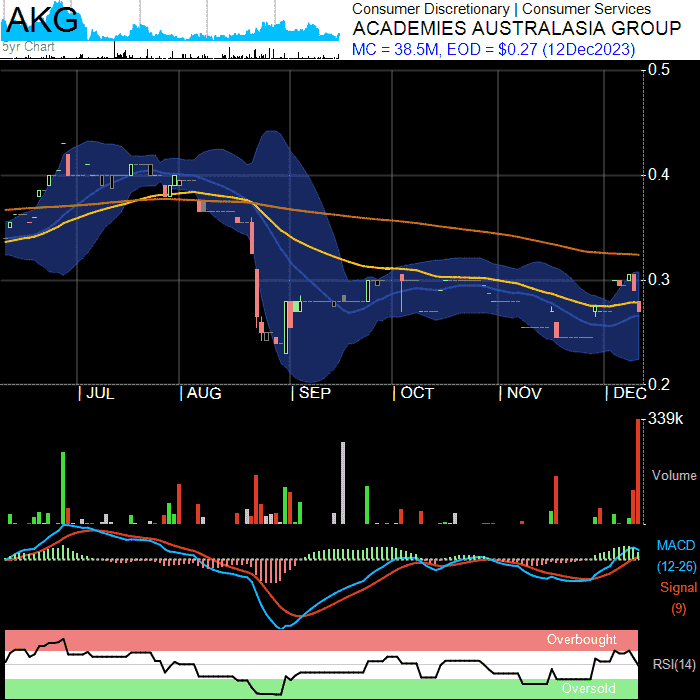 AKG
5yr Chart
Consumer Discretionary | Consumer Services
ACADEMIES AUSTRALASIA GROUP
MC = 38.5M, EOD = $0.27 (12Dec2023)
0.5
0.4
0.3
0.2
| JUL | AUG | SEP | OCT | NOV | DEC
339k
Volume
MACD
(12-26)
Signal
(9)
Overbought
RSI(14)
Oversold